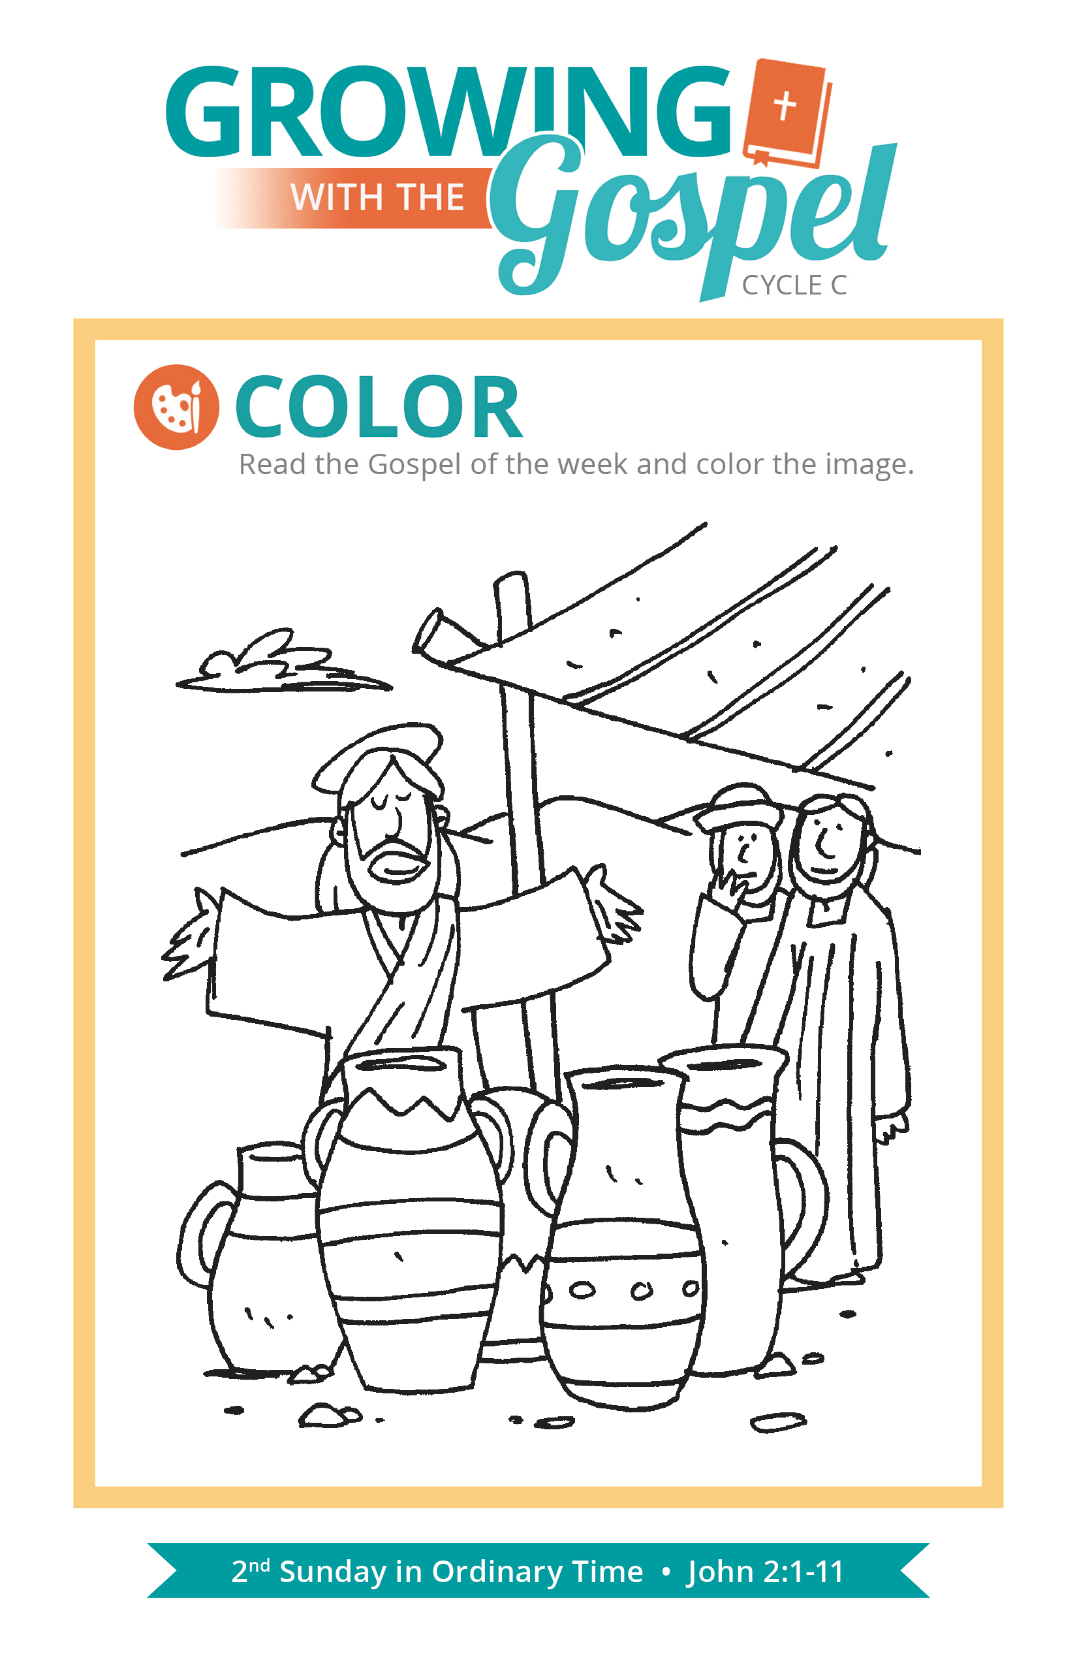 GROWING
WITH THE Gospel
CYCLE C
COLOR
Read the Gospel of the week and color the image.
2nd Sunday in Ordinary Time • John 2:1-11